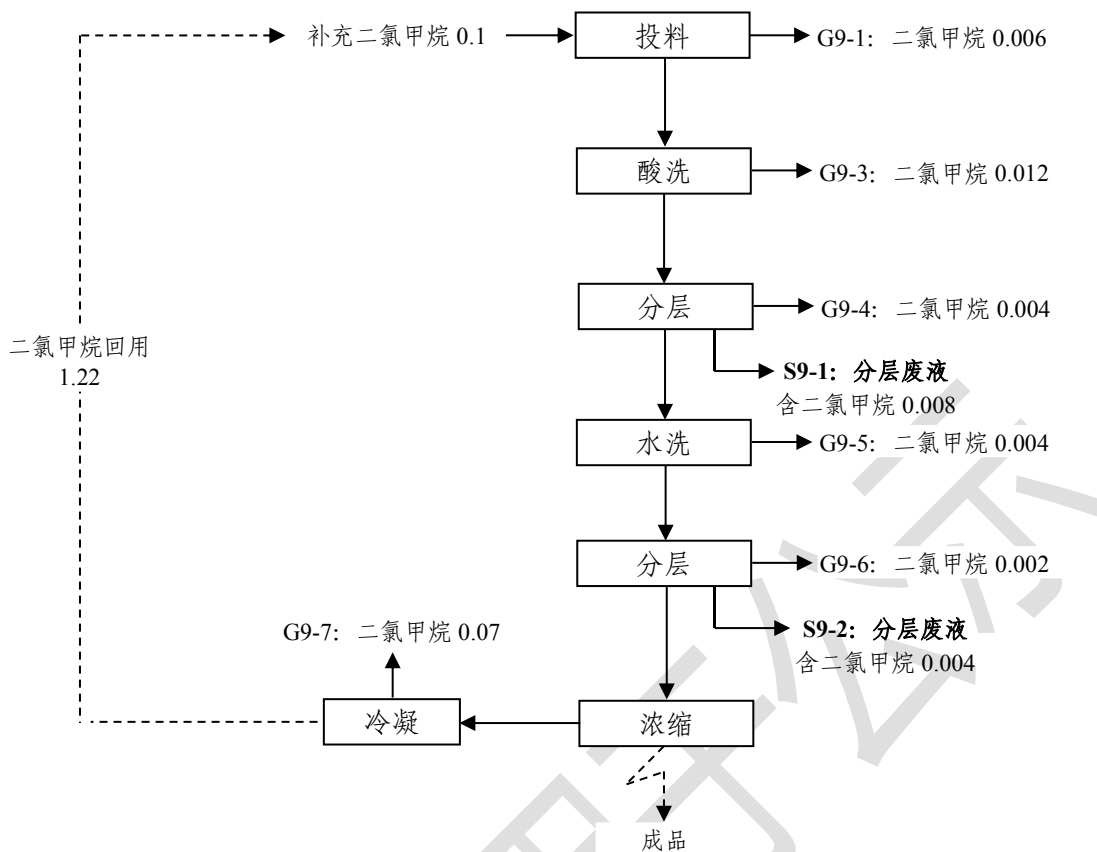 补充二氯甲烷 0.1
投料
G9-1: 二氯甲烷 0.006
酸洗
G9-3: 二氯甲烷 0.012
分层
G9-4: 二氯甲烷 0.004
S9-1: 分层废液
含二氯甲烷 0.008
二氯甲烷回用
1.22
水洗
G9-5: 二氯甲烷 0.004
分层
G9-6: 二氯甲烷 0.002
S9-2: 分层废液
含二氯甲烷 0.004
G9-7: 二氯甲烷 0.07
冷凝
浓缩
成品